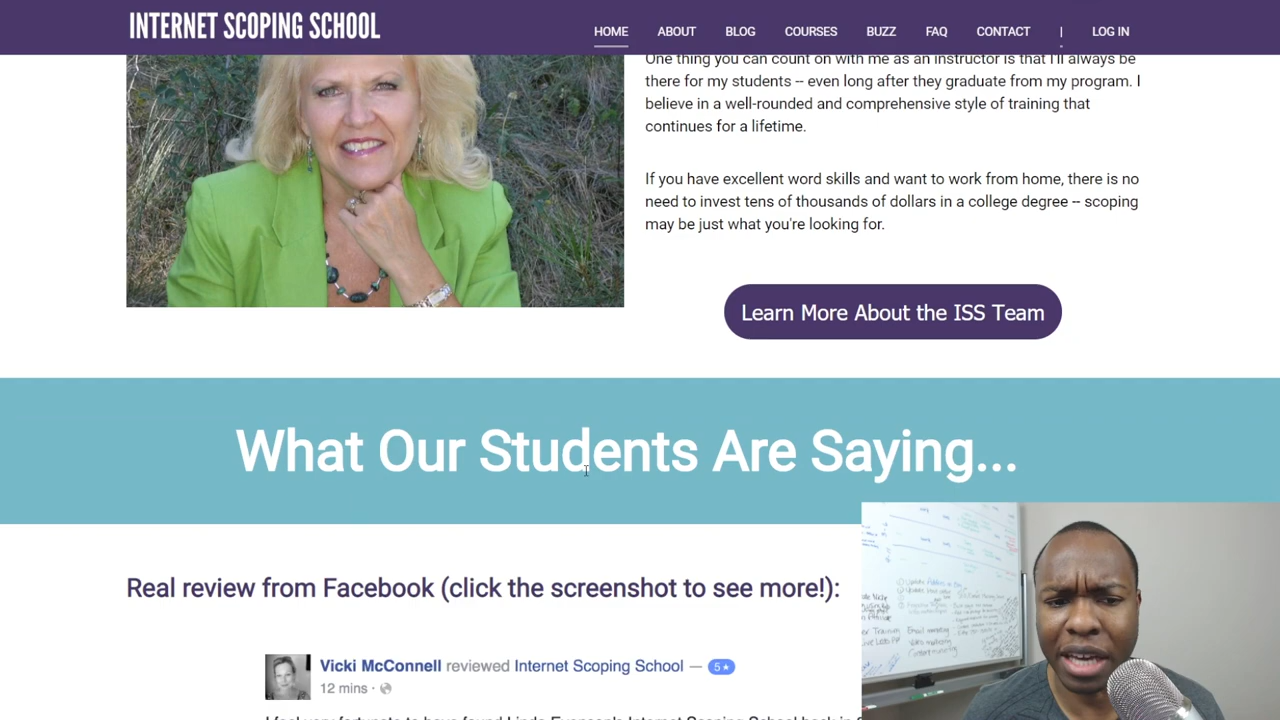 INTERNET SCOPING SCHOOL
HOME ABOUT BLOG COURSES BUZZ FAQ CONTACT | LOG IN
One thing you can count on with me as an instructor is that I'll always be
there for my students -- even long after they graduate from my program. I
believe in a well-rounded and comprehensive style of training that
continues for a lifetime.
If you have excellent word skills and want to work from home, there is no
need to invest tens of thousands of dollars in a college degree -- scoping
may be just what you're looking for.
Learn More About the ISS Team
What Our Students Are Saying...
Real review from Facebook (click the screenshot to see more!):
Vicki McConnell reviewed Internet Scoping School — 5★
12 mins ·
Email marketing
Video marketing
Content marketing